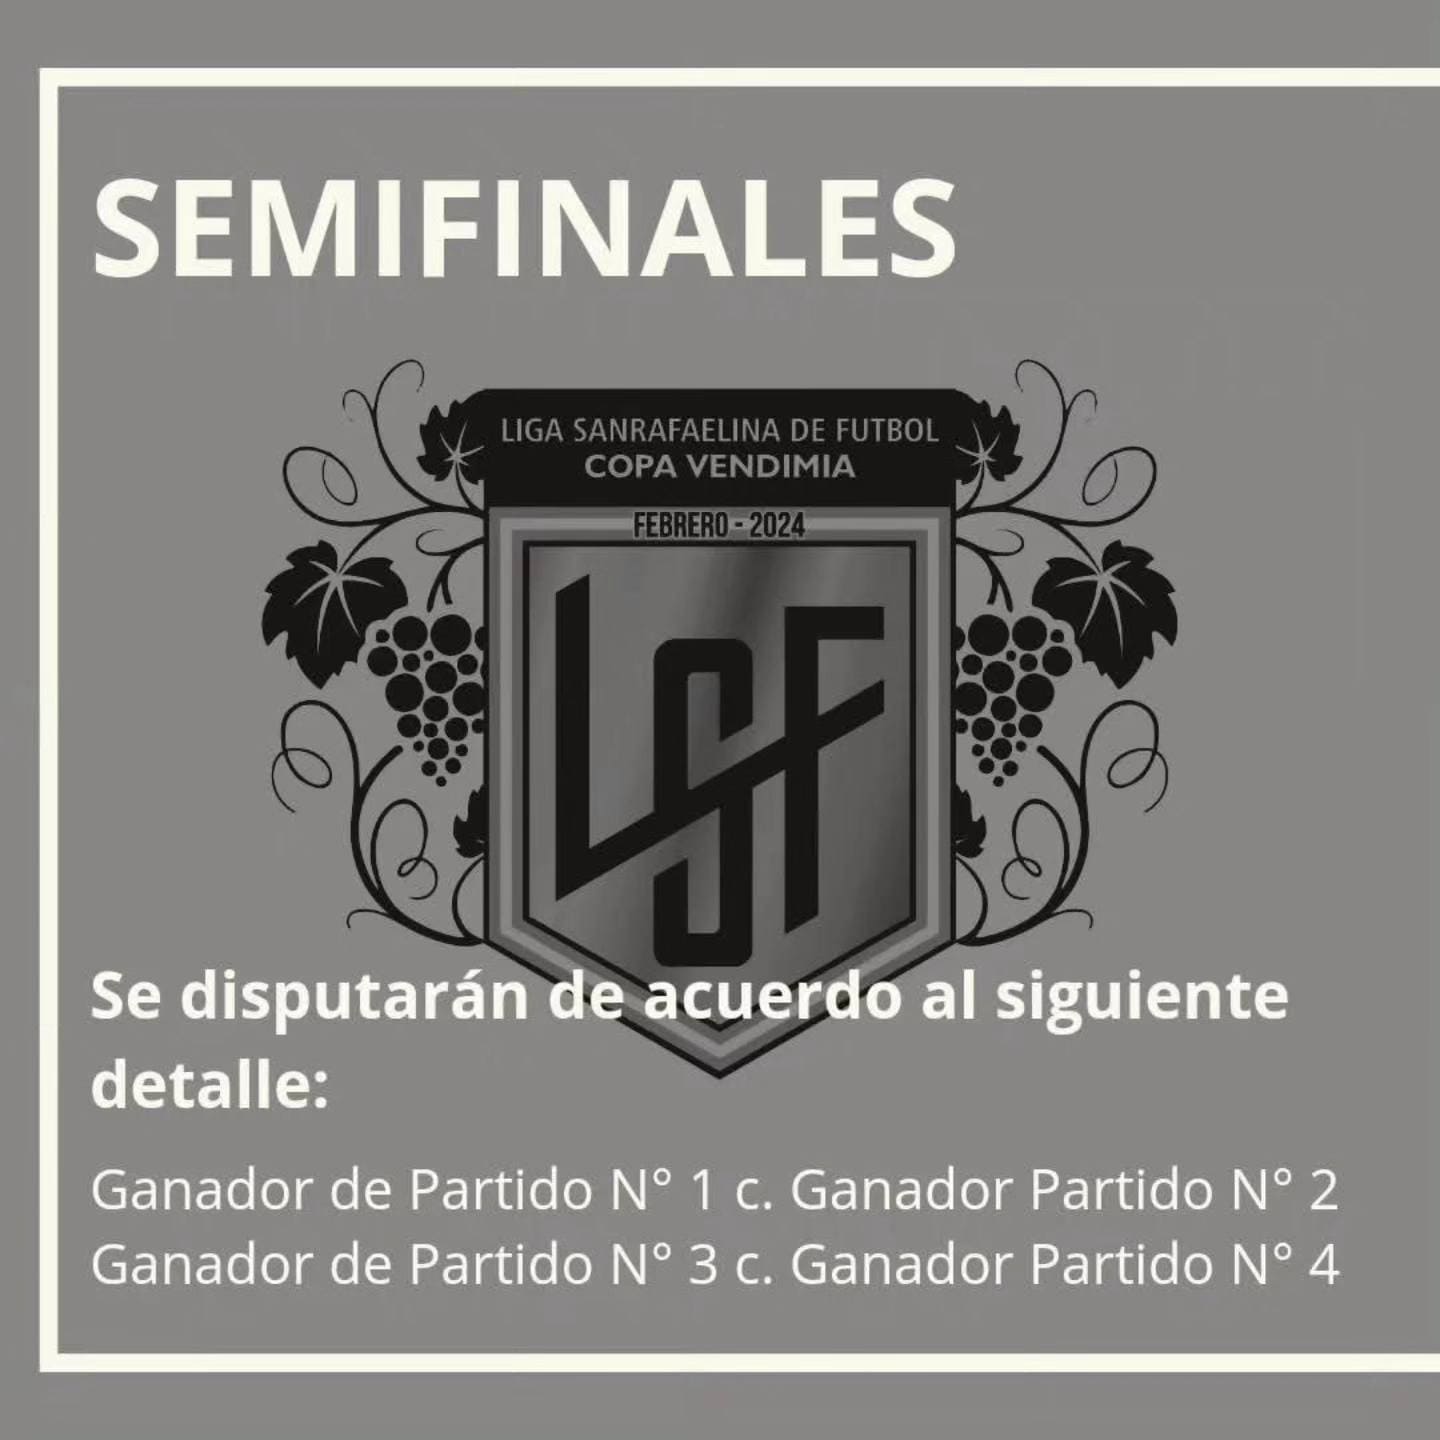 SEMIFINALES
LIGA SANRAFAELINA DE FUTBOL
COPA VENDIMIA
FEBRERO - 2024
LSF
Se disputarán de acuerdo al siguiente
detalle:
Ganador de Partido N° 1 c. Ganador Partido N° 2
Ganador de Partido N° 3 c. Ganador Partido N° 4